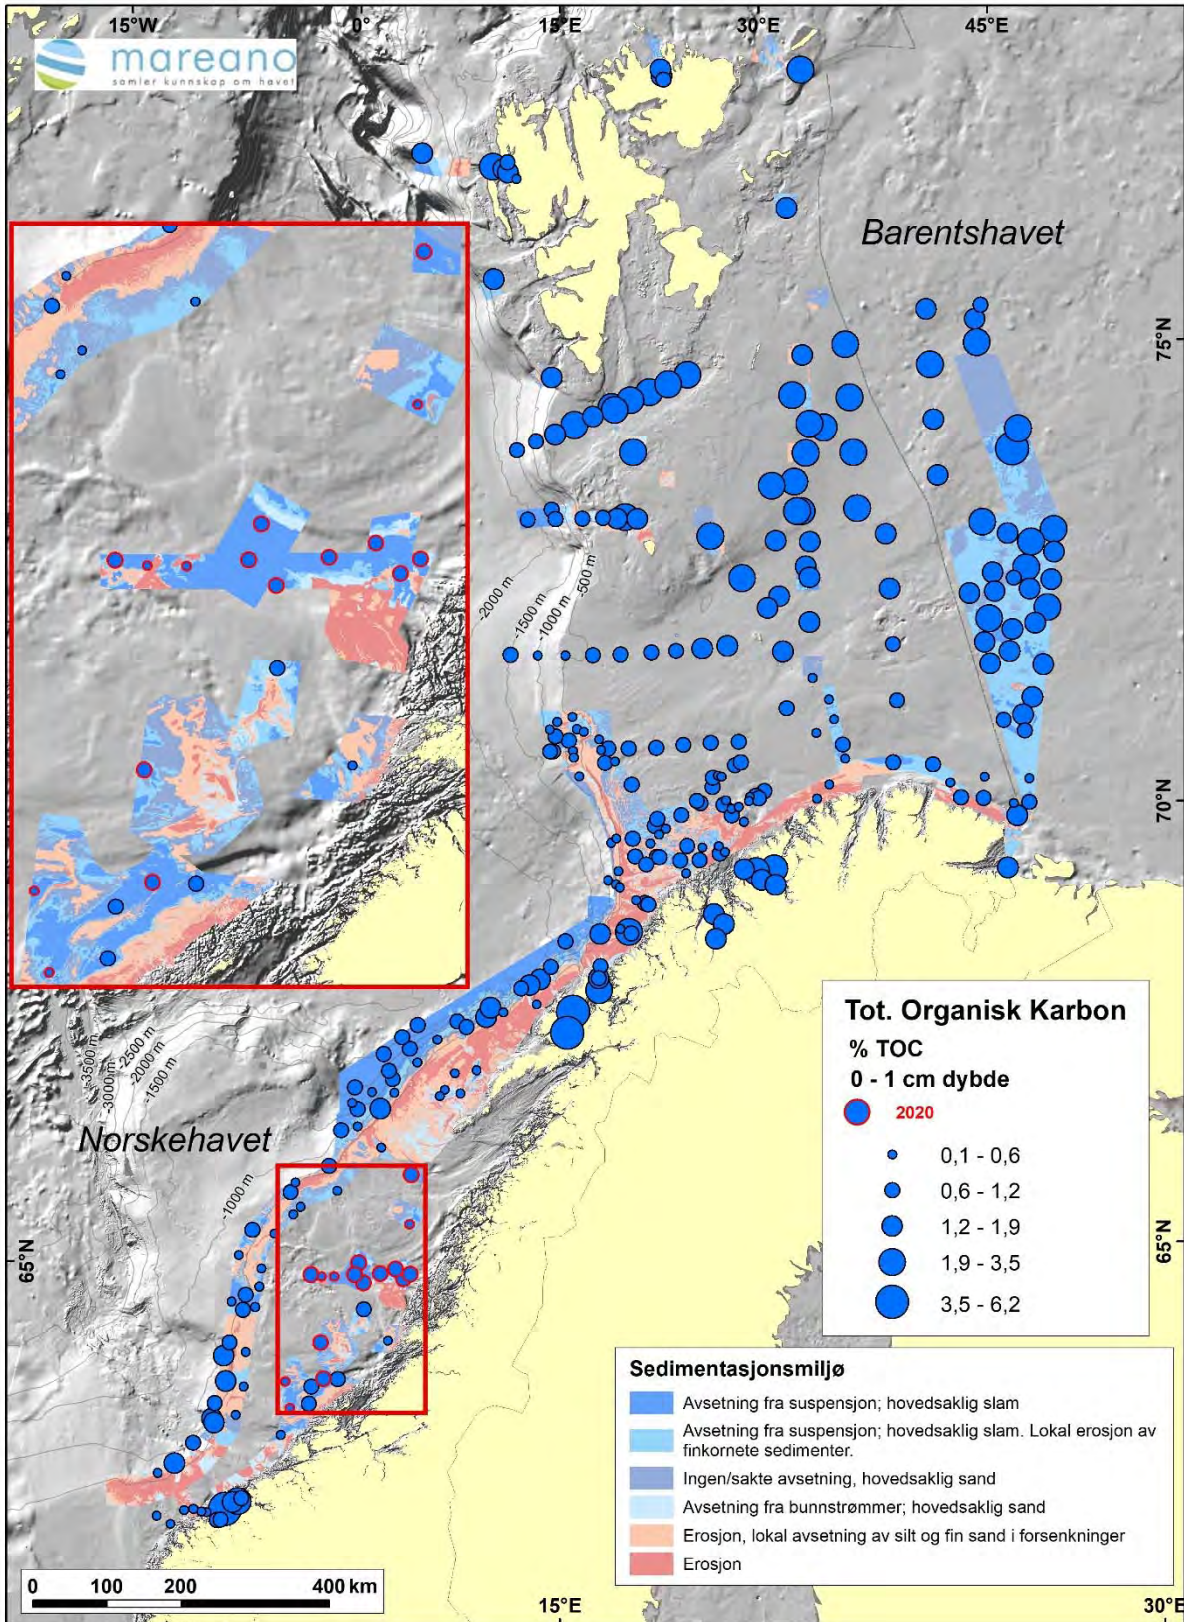 15°W 0° 15°E 30°E 45°E
mareano
samler kunnskap om havet
Barentshavet
75°N
-2000 m
-1500 m
-1000 m
-500 m
70°N
Tot. Organisk Karbon
% TOC
0 - 1 cm dybde
2020
0,1 - 0,6
0,6 - 1,2
1,2 - 1,9
1,9 - 3,5
3,5 - 6,2
-3500 m
-3000 m
-2500 m
-2000 m
-1500 m
Norskehavet
-1000 m
65°N
65°N
Sedimentasjonsmiljø
Avsetning fra suspensjon; hovedsaklig slam
Avsetning fra suspensjon; hovedsaklig slam. Lokal erosjon av
finkornete sedimenter.
Ingen/sakte avsetning, hovedsaklig sand
Avsetning fra bunnstrømmer; hovedsaklig sand
Erosjon, lokal avsetning av silt og fin sand i forsenkninger
Erosjon
0 100 200 400 km
15°E 30°E